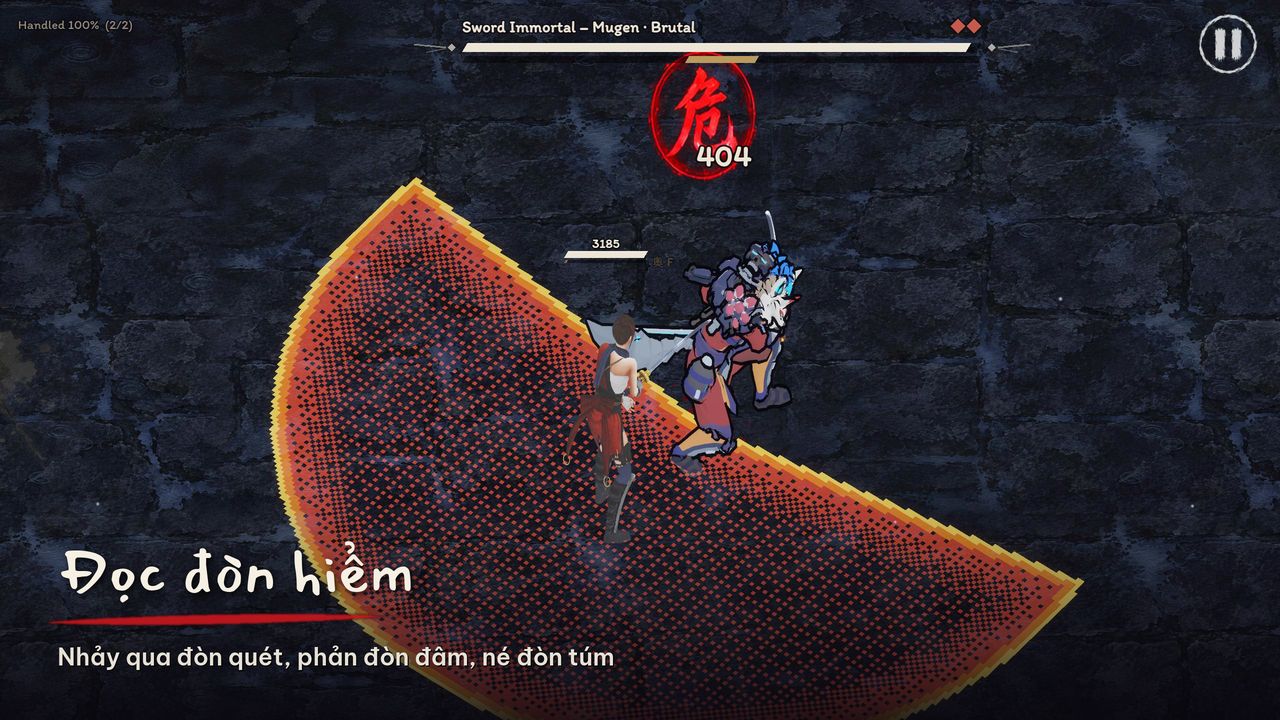 Handled 100% (2/2)
Sword Immortal – Mugen · Brutal
危
404
3185
Đọc đòn hiểm
Nhảy qua đòn quét, phản đòn đâm, né đòn túm